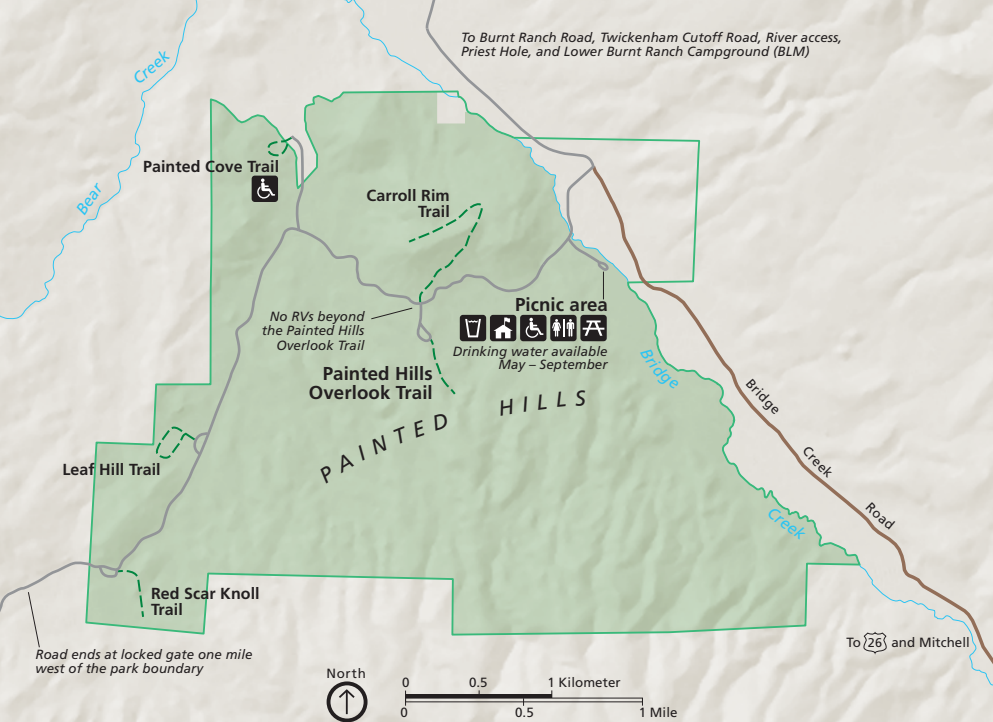 To Burnt Ranch Road, Twickenham Cutoff Road, River access,
Priest Hole, and Lower Burnt Ranch Campground (BLM)
Bear
Creek
Painted Cove Trail
Carroll Rim
Trail
No RVs beyond
the Painted Hills
Overlook Trail
Picnic area
Drinking water available
May – September
Painted Hills
Overlook Trail
PAINTED HILLS
Bridge
Creek
Bridge
Creek
Road
Leaf Hill Trail
Red Scar Knoll
Trail
Road ends at locked gate one mile
west of the park boundary
To 26 and Mitchell
North
0 0.5 1 Kilometer
0 0.5 1 Mile